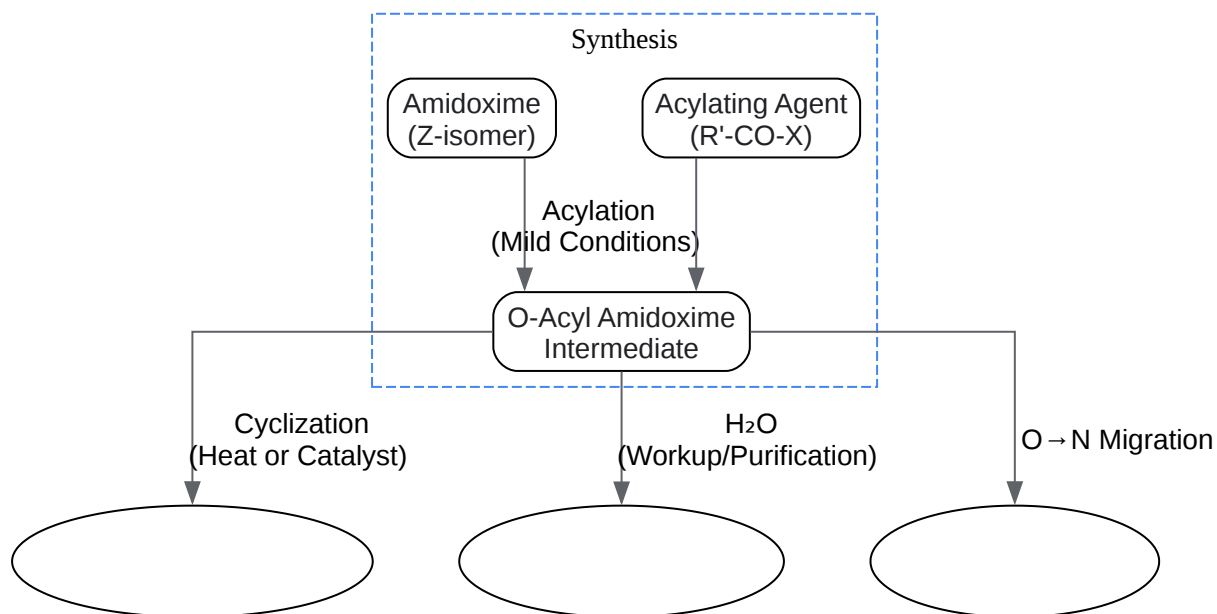 Synthesis
Amidoxime
(Z-isomer)
Acylating Agent
(R'-CO-X)
Acylation
(Mild Conditions)
O-Acyl Amidoxime
Intermediate
Cyclization
(Heat or Catalyst)
H₂O
(Workup/Purification)
O→N Migration